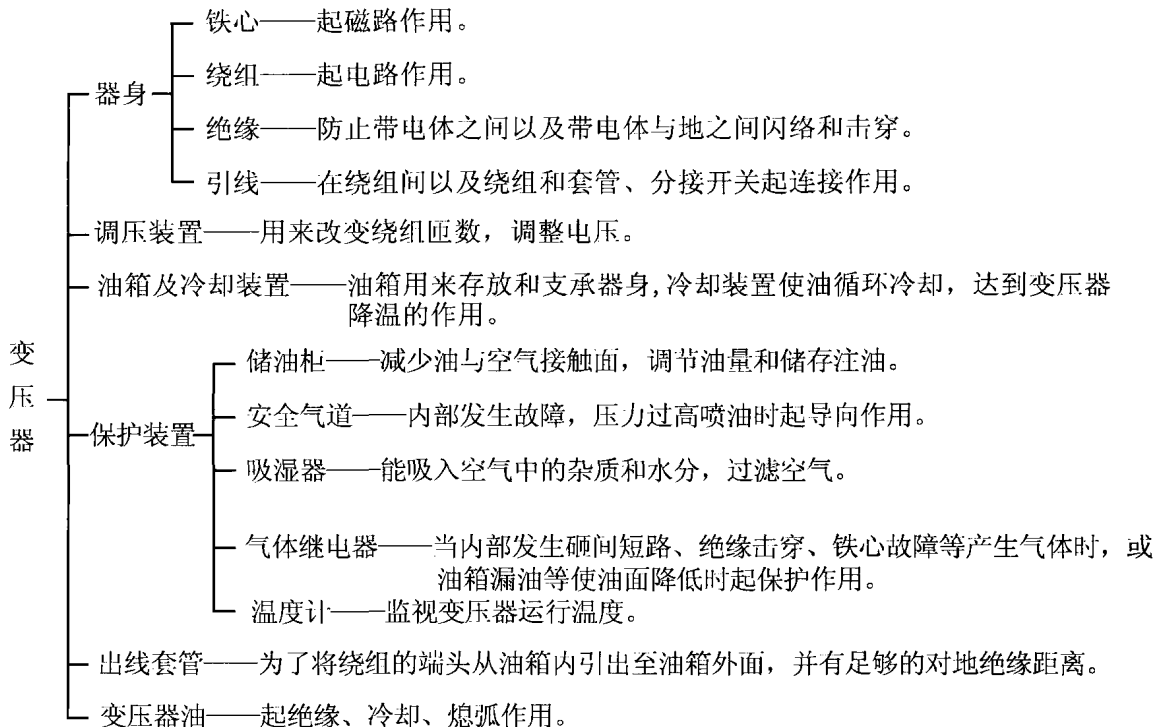 铁心——起磁路作用。
绕组——起电路作用。
器身
绝缘——防止带电体之间以及带电体与地之间闪络和击穿。
引线——在绕组间以及绕组和套管、分接开关起连接作用。
调压装置——用来改变绕组匝数，调整电压。
油箱及冷却装置——油箱用来存放和支承器身,冷却装置使油循环冷却，达到变压器
降温的作用。
变压器
储油柜——减少油与空气接触面，调节油量和储存注油。
安全气道——内部发生故障，压力过高喷油时起导向作用。
保护装置
吸湿器——能吸入空气中的杂质和水分，过滤空气。
气体继电器——当内部发生砸间短路、绝缘击穿、铁心故障等产生气体时，或
油箱漏油等使油面降低时起保护作用。
温度计——监视变压器运行温度。
出线套管——为了将绕组的端头从油箱内引出至油箱外面，并有足够的对地绝缘距离。
变压器油——起绝缘、冷却、熄弧作用。